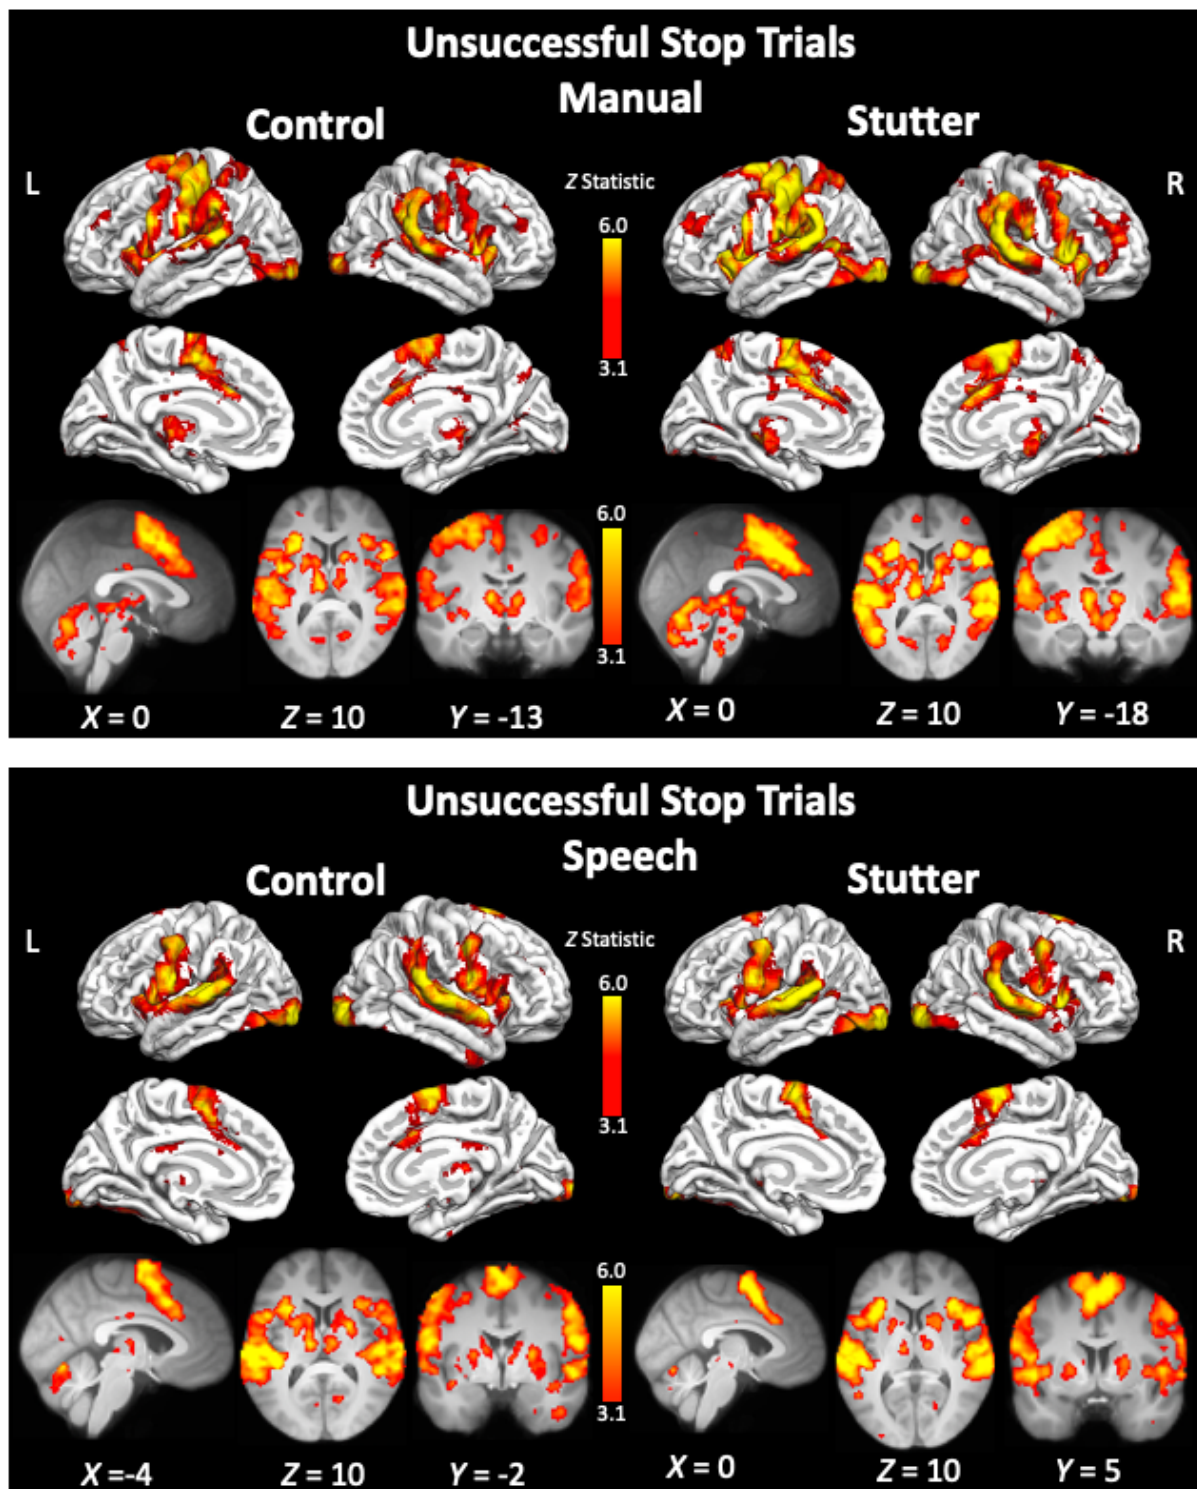 Unsuccessful Stop Trials
Manual
Control
Stutter
L
Z Statistic
R
6.0
3.1
6.0
3.1
X = 0
Z = 10
Y = -13
X = 0
Z = 10
Y = -18
Unsuccessful Stop Trials
Speech
Control
Stutter
L
Z Statistic
R
6.0
3.1
6.0
3.1
X =-4
Z = 10
Y = -2
X = 0
Z = 10
Y = 5